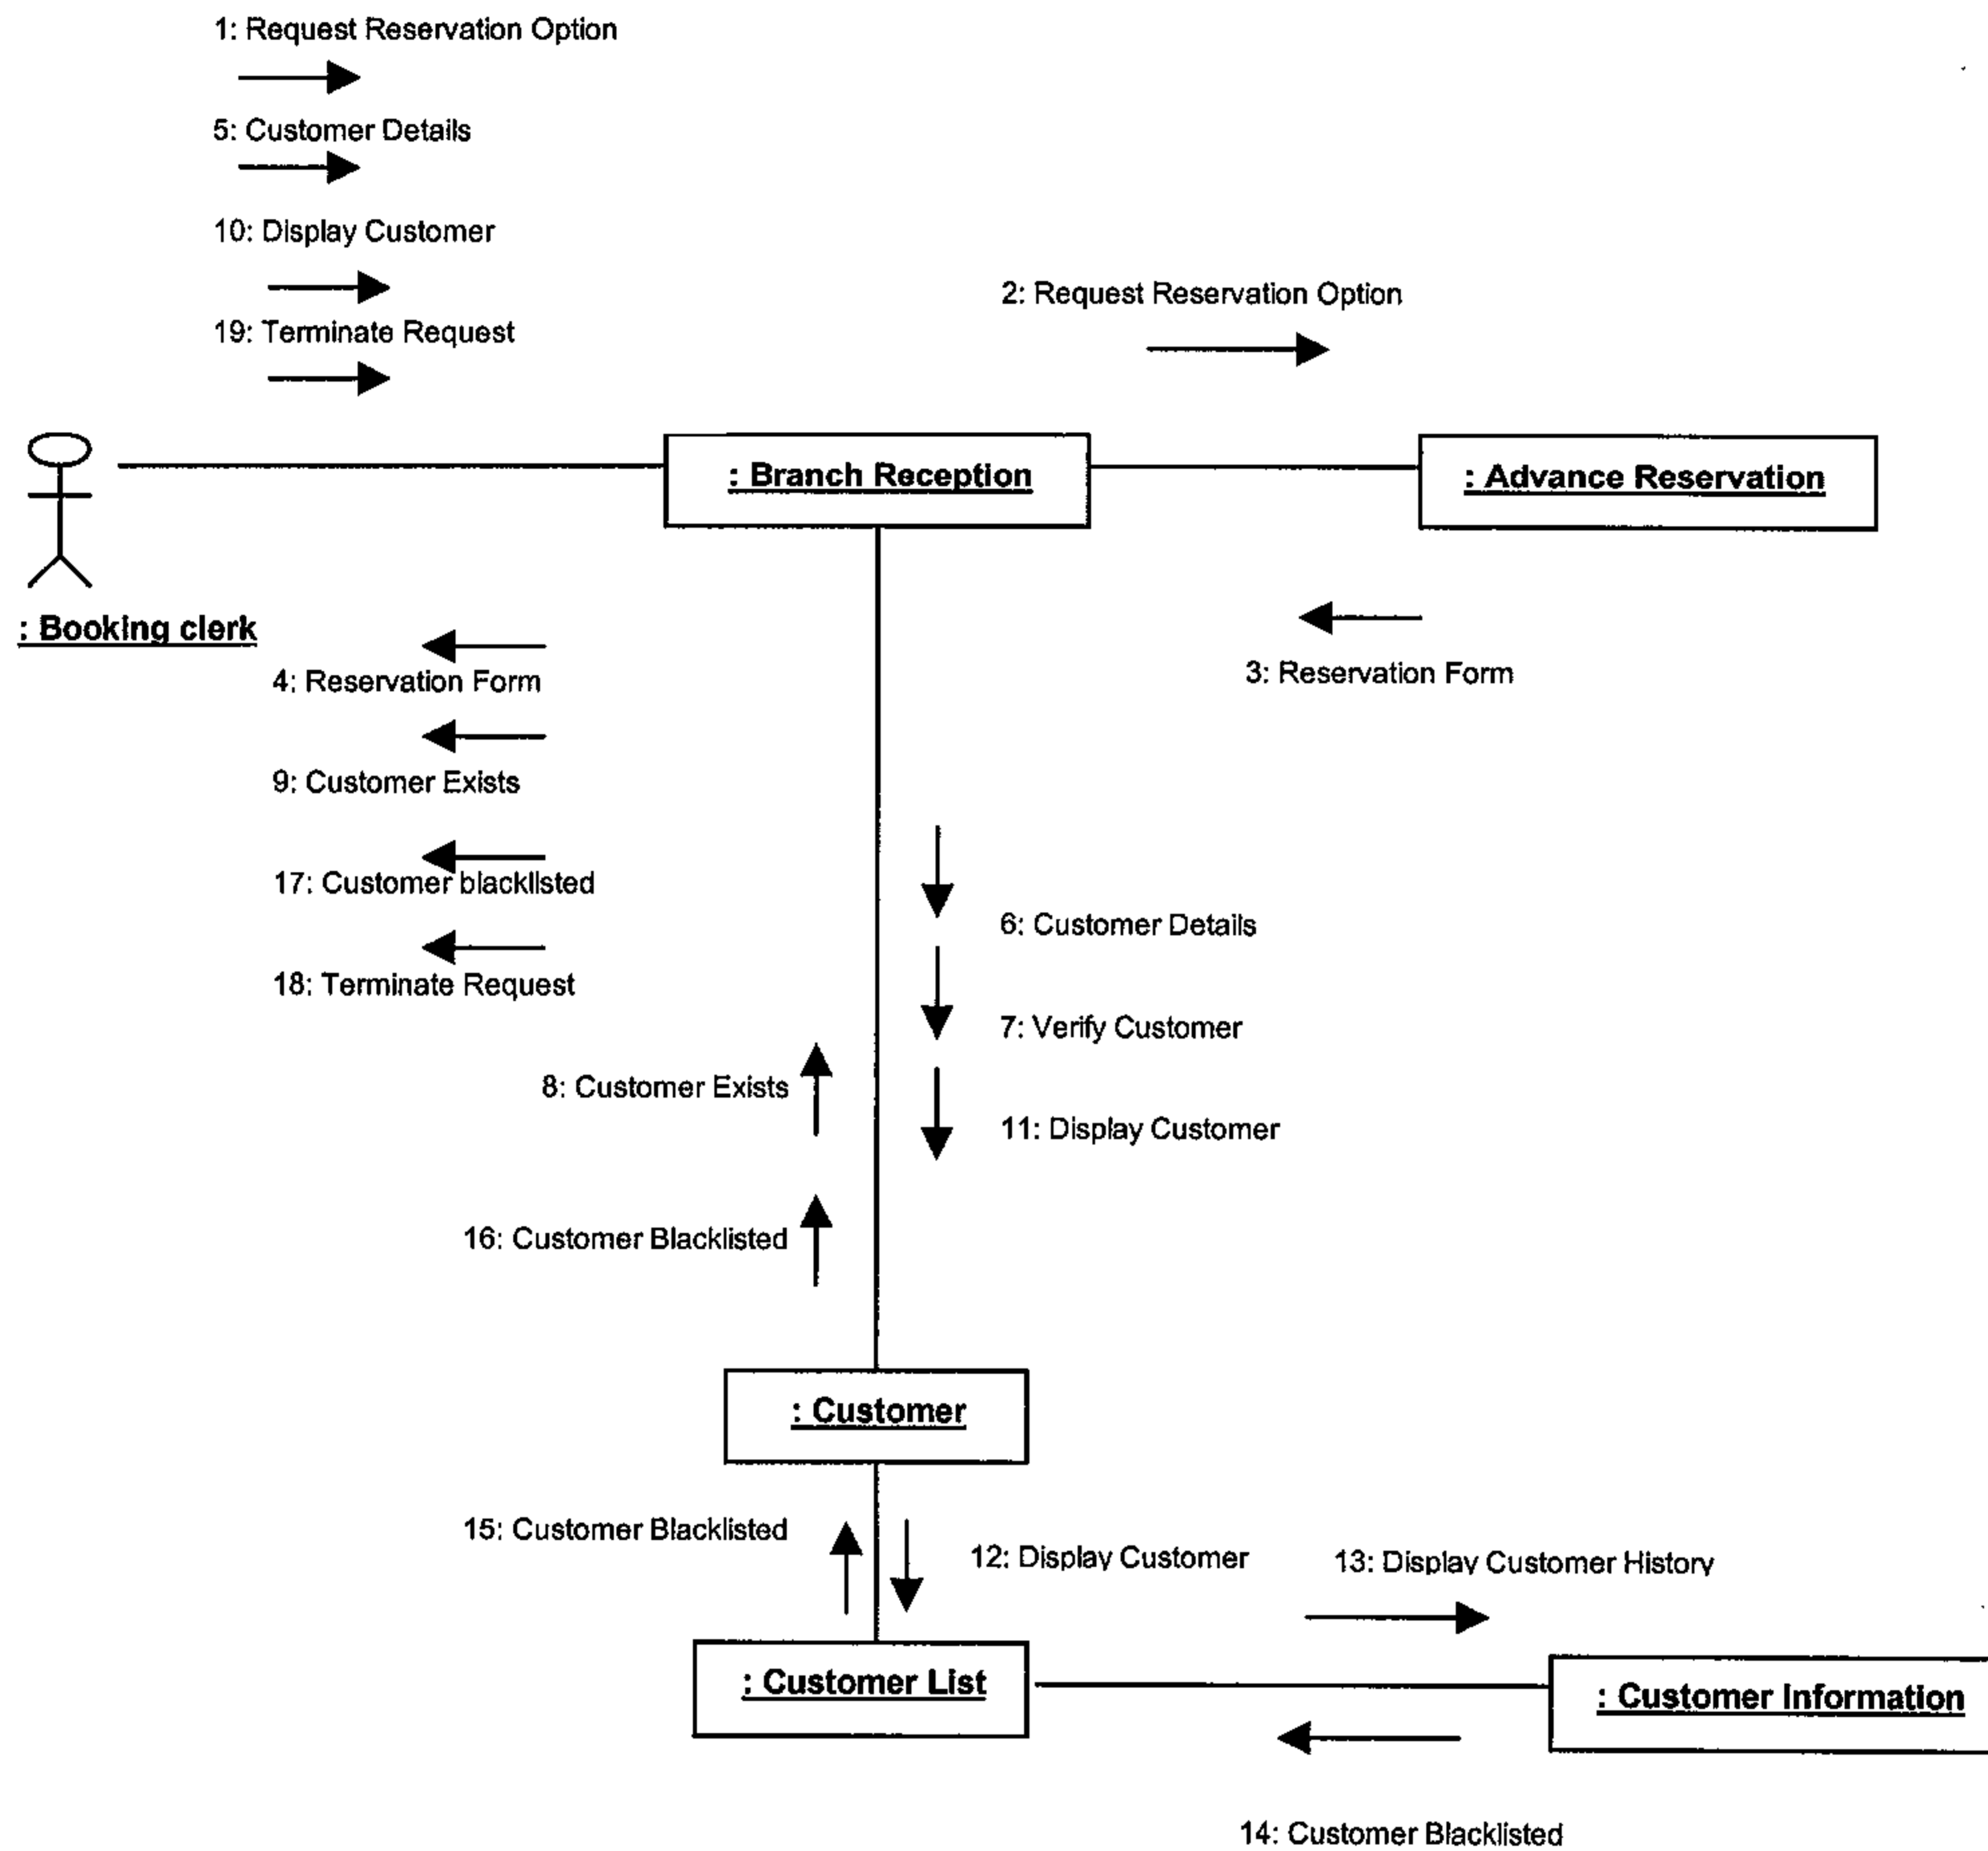 1: Request Reservation Option
5: Customer Details
10: Display Customer
19: Terminate Request
2: Request Reservation Option
: Branch Reception
: Advance Reservation
: Booking clerk
3: Reservation Form
4: Reservation Form
9: Customer Exists
17: Customer blacklisted
18: Terminate Request
6: Customer Details
7: Verify Customer
8: Customer Exists
11: Display Customer
16: Customer Blacklisted
: Customer
15: Customer Blacklisted
12: Display Customer
13: Display Customer History
: Customer List
: Customer Information
14: Customer Blacklisted